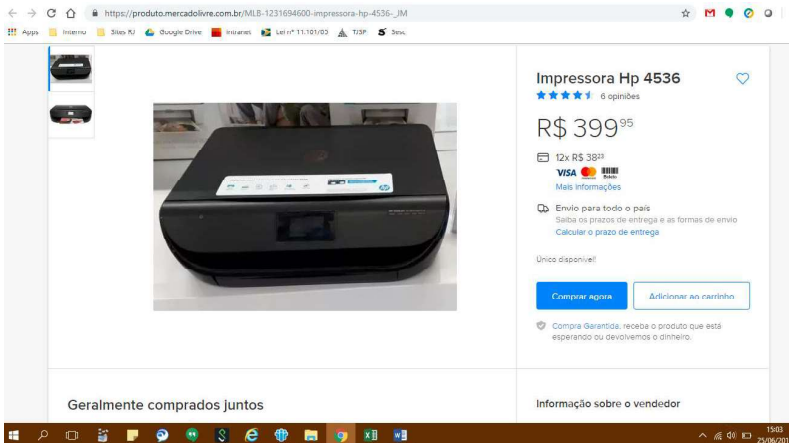 https://produto.mercadolivre.com.br/MLB-1231694600-impressora-hp-4536-_JM
Apps Interno Sites RJ Google Drive Intranet Lei nº 11.101/05 TJSP Sesc
Impressora Hp 4536
6 opiniões
R$ 399 95
12x R$ 38 23
VISA
Mais informações
Envio para todo o país
Saiba os prazos de entrega e as formas de envio
Calcular o prazo de entrega
Único disponível!
Comprar agora Adicionar ao carrinho
Compra Garantida, receba o produto que está
esperando ou devolvemos o dinheiro.
Geralmente comprados juntos
Informação sobre o vendedor
15:03
25/06/201